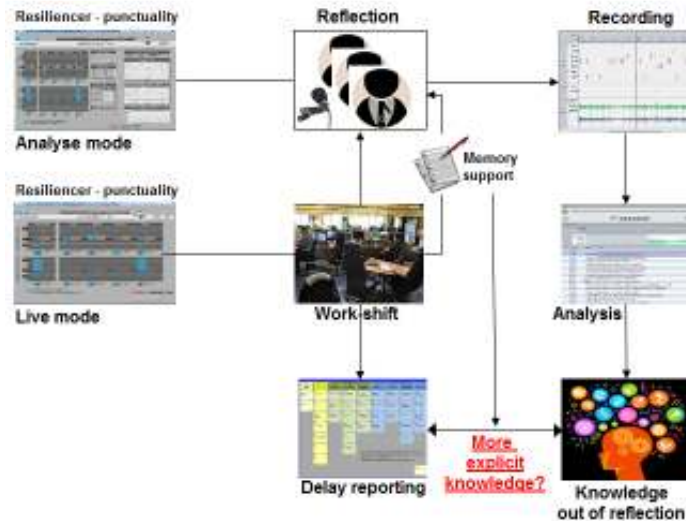 Resiliencer - punctuality
Reflection
Recording
Analyse mode
Memory
support
Resiliencer - punctuality
Live mode
Work-shift
Analysis
Delay reporting
More
explicit
knowledge?
Knowledge
out of reflection